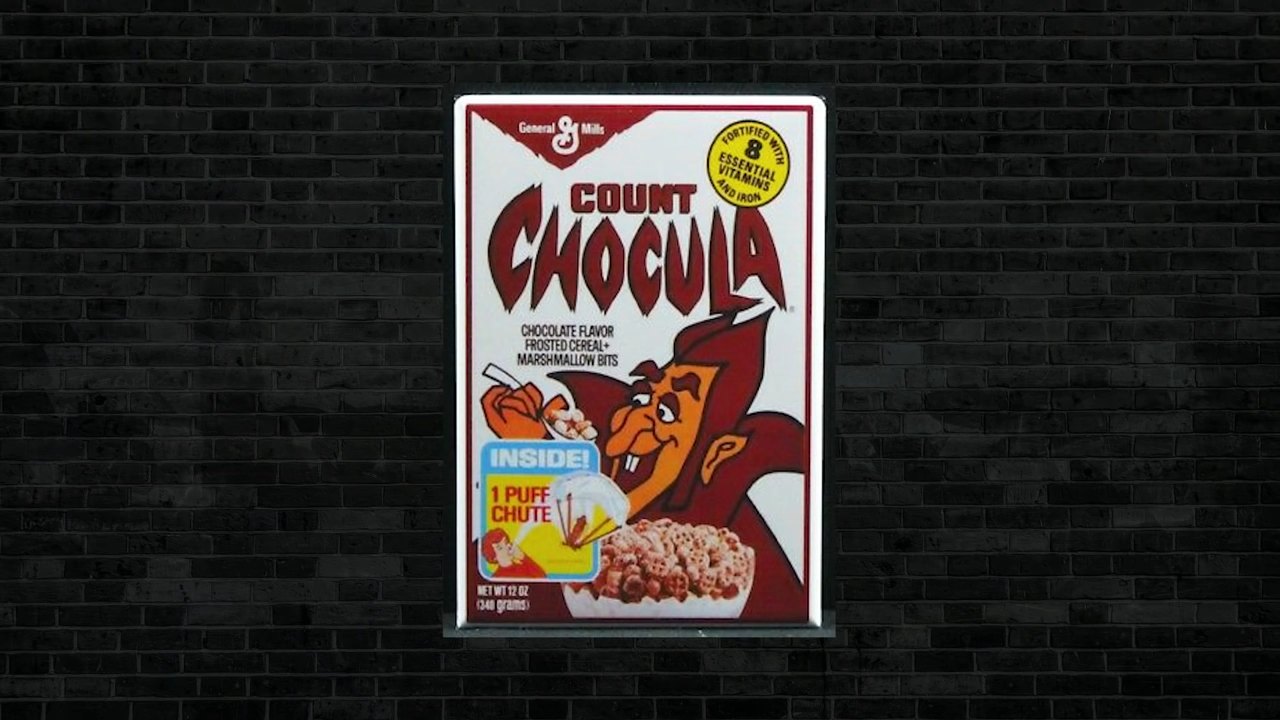 General Mills
FORTIFIED WITH
8
ESSENTIAL
VITAMINS
AND IRON
COUNT
CHOCULA
CHOCOLATE FLAVOR
FROSTED CEREAL+
MARSHMALLOW BITS
INSIDE!
1 PUFF
CHUTE
NET WT 12 OZ
(340 grams)